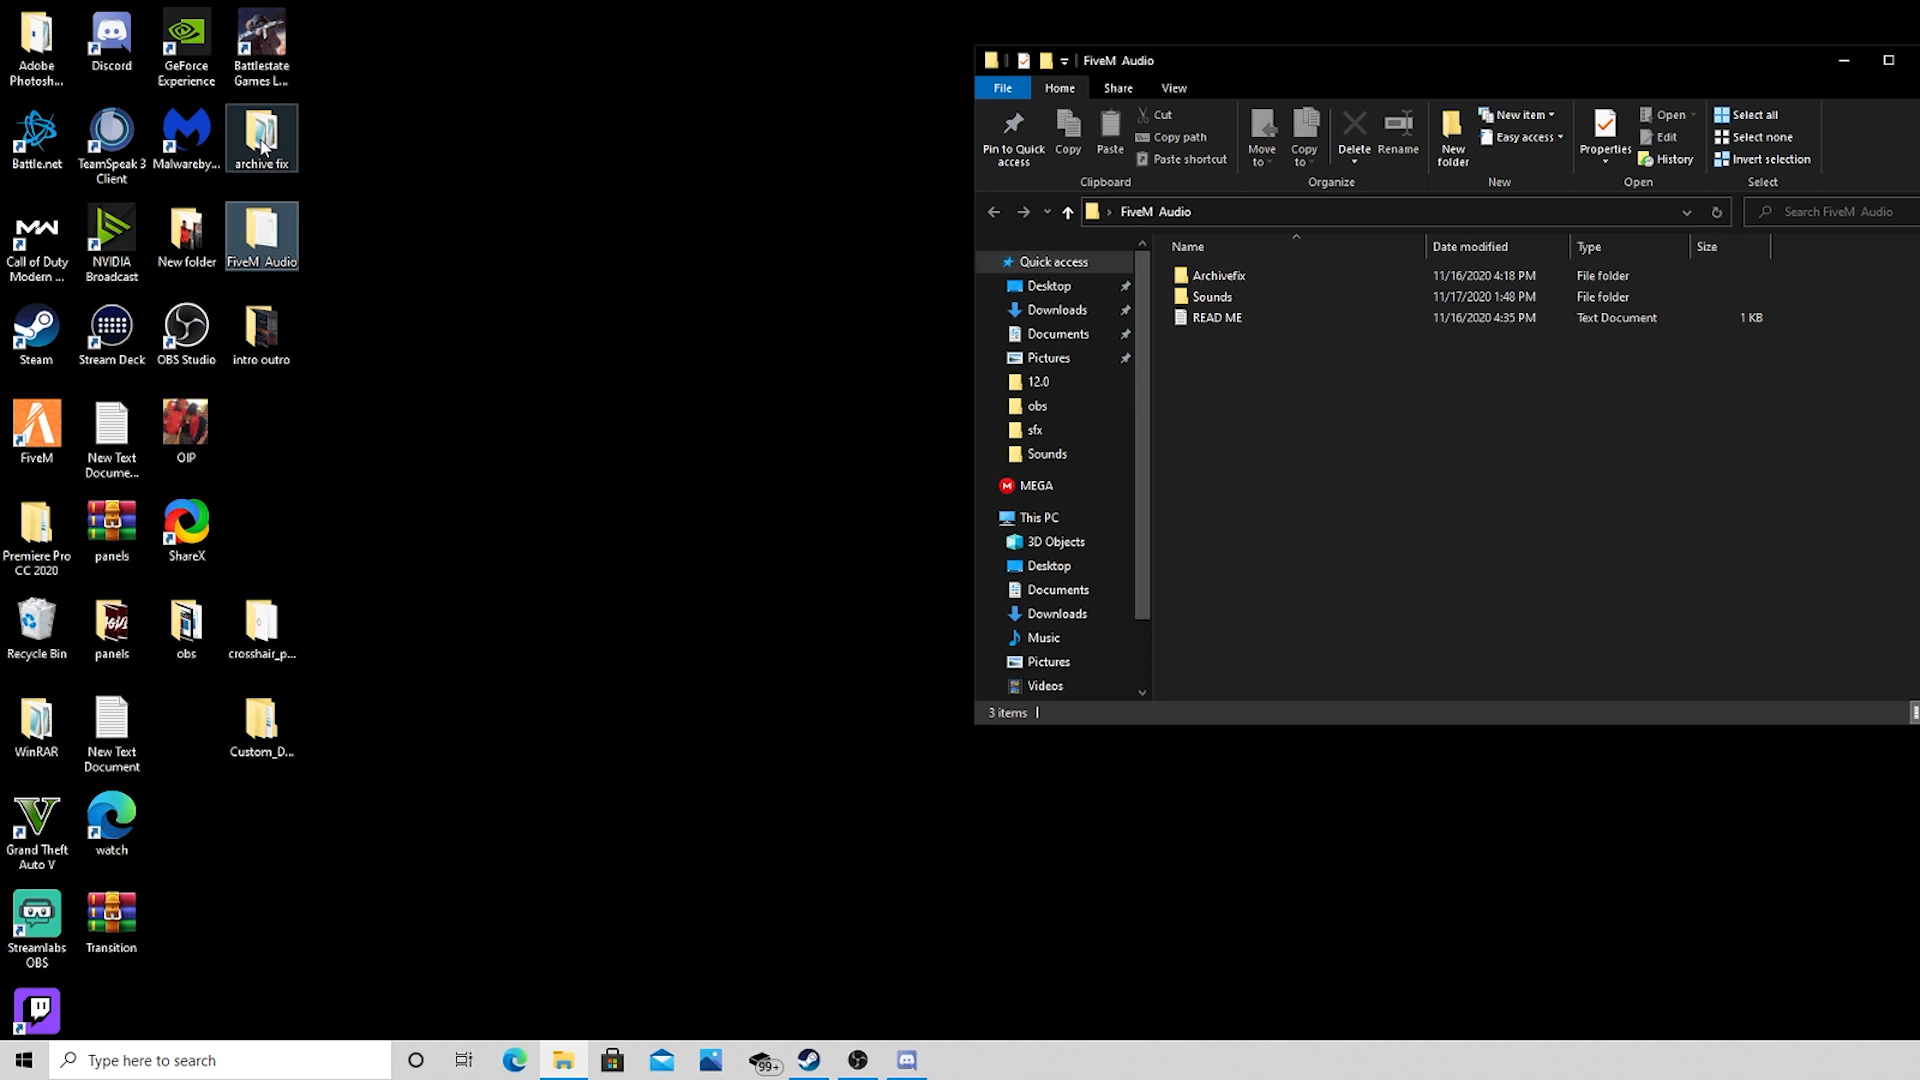 Adobe Photosh...
Discord
GeForce Experience
Battlestate Games L...
Battle.net
TeamSpeak 3 Client
Malwareby...
archive fix
Call of Duty Modern ...
NVIDIA Broadcast
New folder
FiveM_Audio
Steam
Stream Deck
OBS Studio
intro outro
FiveM
New Text Docume...
OIP
Premiere Pro CC 2020
panels
ShareX
Recycle Bin
panels
obs
crosshair_p...
WinRAR
New Text Document
Custom_D...
Grand Theft Auto V
watch
Streamlabs OBS
Transition
FiveM_Audio
File Home Share View
Pin to Quick access
Copy
Paste
Cut
Copy path
Paste shortcut
Clipboard
Move to
Copy to
Delete
Rename
Organize
New folder
New item
Easy access
New
Properties
Open
Edit
History
Open
Select all
Select none
Invert selection
Select
FiveM_Audio
Search FiveM_Audio
Name Date modified Type Size
Archivefix 11/16/2020 4:18 PM File folder
Sounds 11/17/2020 1:48 PM File folder
READ ME 11/16/2020 4:35 PM Text Document 1 KB
Quick access
Desktop
Downloads
Documents
Pictures
12.0
obs
sfx
Sounds
MEGA
This PC
3D Objects
Desktop
Documents
Downloads
Music
Pictures
Videos
3 items
Type here to search
99+